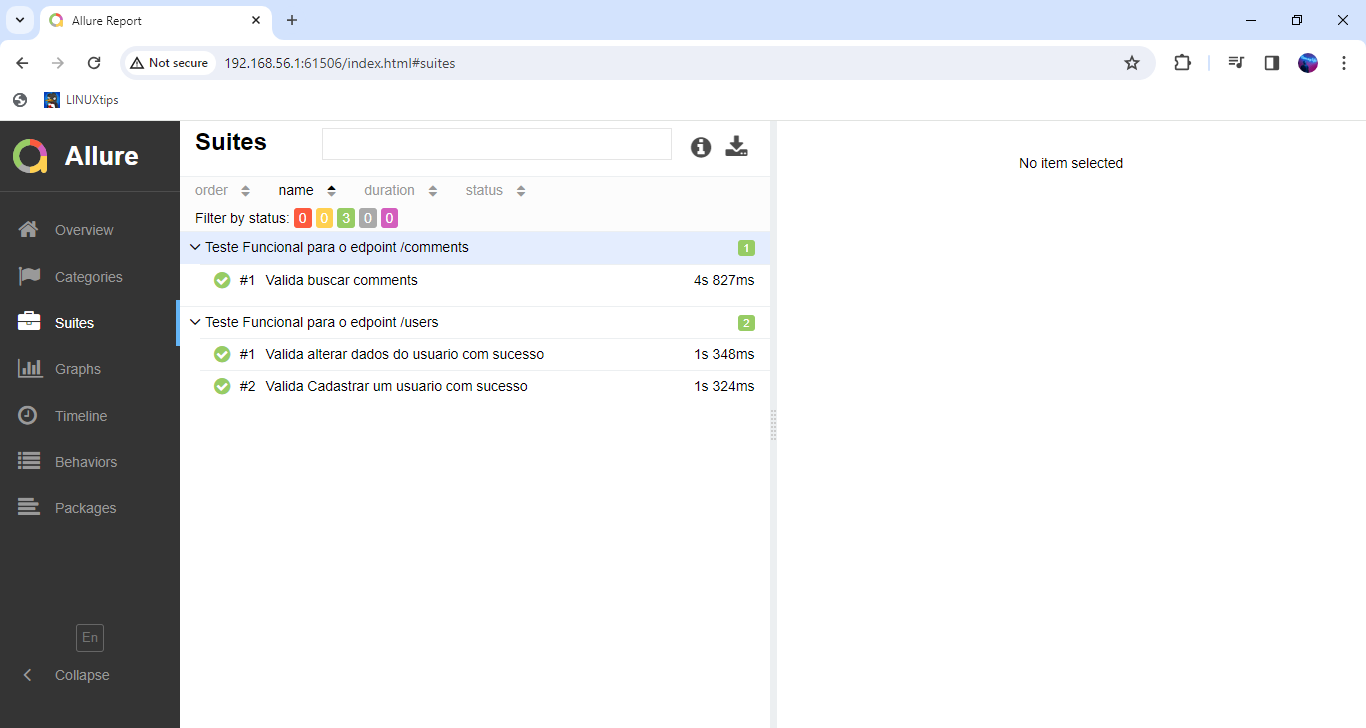 Allure Report
Not secure
192.168.56.1:61506/index.html#suites
LINUXtips
Allure
Overview
Categories
Suites
Graphs
Timeline
Behaviors
Packages
En
Collapse
Suites
order name duration status
Filter by status: 0 0 3 0 0
Teste Funcional para o edpoint /comments 1
#1 Valida buscar comments 4s 827ms
Teste Funcional para o edpoint /users 2
#1 Valida alterar dados do usuario com sucesso 1s 348ms
#2 Valida Cadastrar um usuario com sucesso 1s 324ms
No item selected